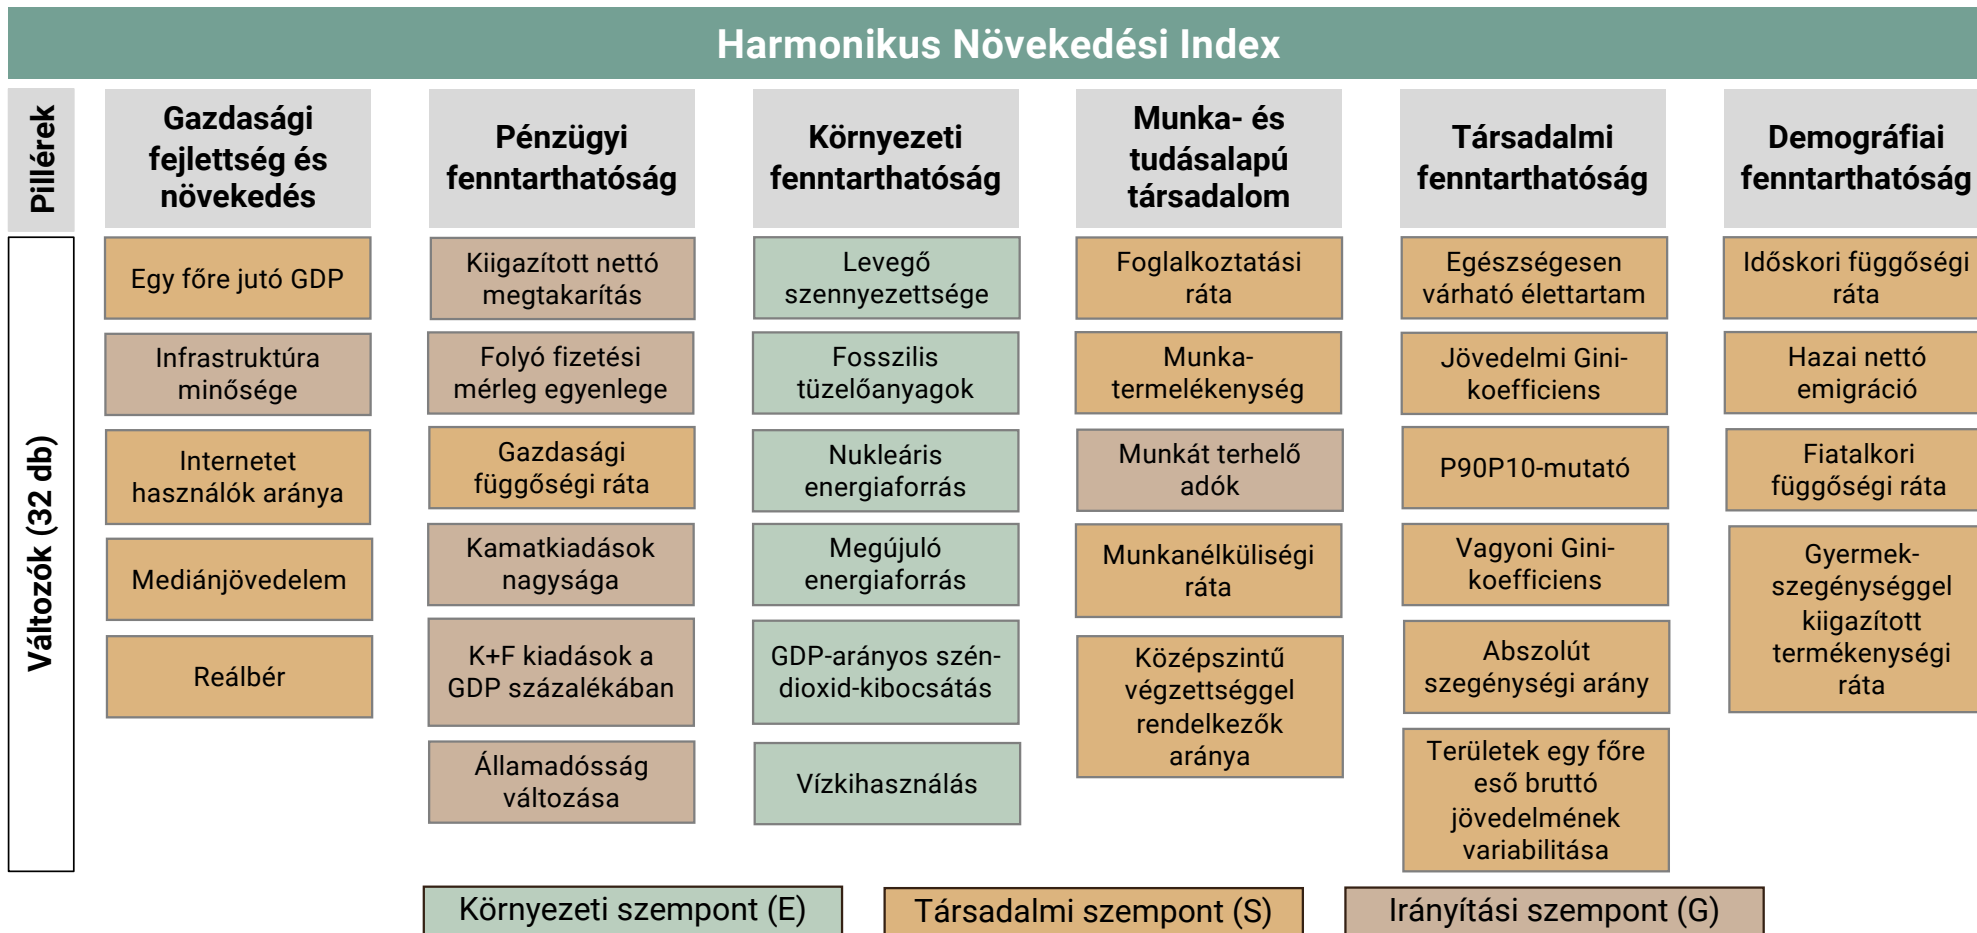 Harmonikus Növekedési Index
Pillérek
Gazdasági
fejlettség és
növekedés
Pénzügyi
fenntarthatóság
Környezeti
fenntarthatóság
Munka- és
tudásalapú
társadalom
Társadalmi
fenntarthatóság
Demográfiai
fenntarthatóság
Változók (32 db)
Egy főre jutó GDP
Infrastruktúra
minősége
Internetet
használók aránya
Mediánjövedelem
Reálbér
Kiigazított nettó
megtakarítás
Folyó fizetési
mérleg egyenlege
Gazdasági
függőségi ráta
Kamatkiadások
nagysága
K+F kiadások a
GDP százalékában
Államadósság
változása
Levegő
szennyezettsége
Fosszilis
tüzelőanyagok
Nukleáris
energiaforrás
Megújuló
energiaforrás
GDP-arányos szén-
dioxid-kibocsátás
Vízkihasználás
Foglalkoztatási
ráta
Munka-
termelékenység
Munkát terhelő
adók
Munkanélküliségi
ráta
Középszintű
végzettséggel
rendelkezők
aránya
Egészségesen
várható élettartam
Jövedelmi Gini-
koefficiens
P90P10-mutató
Vagyoni Gini-
koefficiens
Abszolút
szegénységi arány
Területek egy főre
eső bruttó
jövedelmének
variabilitása
Időskori függőségi
ráta
Hazai nettó
emigráció
Fiatalkori
függőségi ráta
Gyermek-
szegénységgel
kiigazított
termékenységi
ráta
Környezeti szempont (E)
Társadalmi szempont (S)
Irányítási szempont (G)